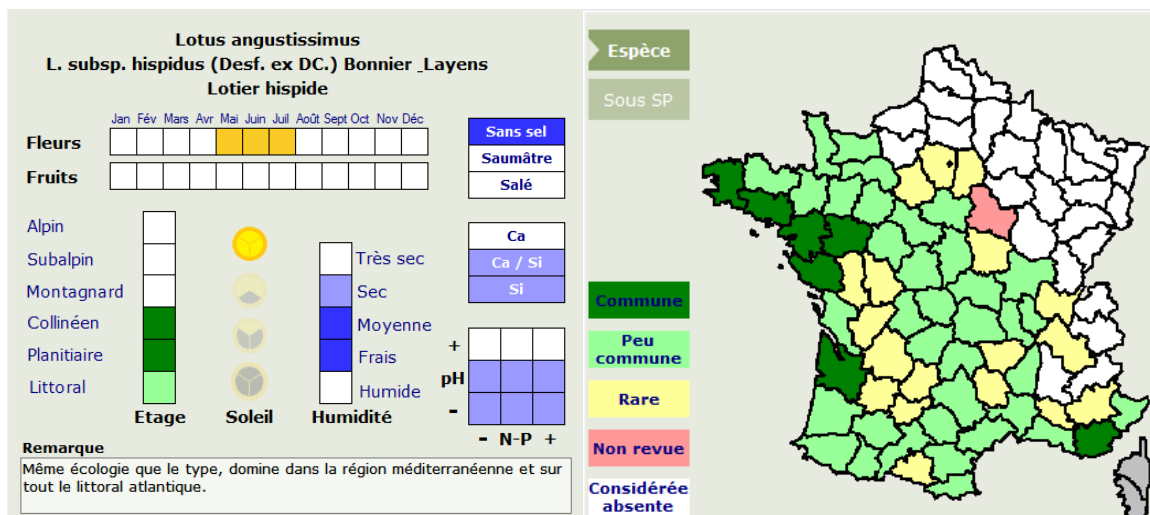 Lotus angustissimus
L. subsp. hispidus (Desf. ex DC.) Bonnier _Layens
Lotier hispide
Jan Fév Mars Avr Mai Juin Juil Août Sept Oct Nov Déc
Fleurs
Fruits
Sans sel
Saumâtre
Salé
Alpin
Subalpin
Montagnard
Collinéen
Planitiaire
Littoral
Etage
Soleil
Très sec
Sec
Moyenne
Frais
Humide
Humidité
Ca
Ca / Si
Si
+
pH
-
- N-P +
Remarque
Même écologie que le type, domine dans la région méditerranéenne et sur
tout le littoral atlantique.
Espèce
Sous SP
Commune
Peu
commune
Rare
Non revue
Considérée
absente